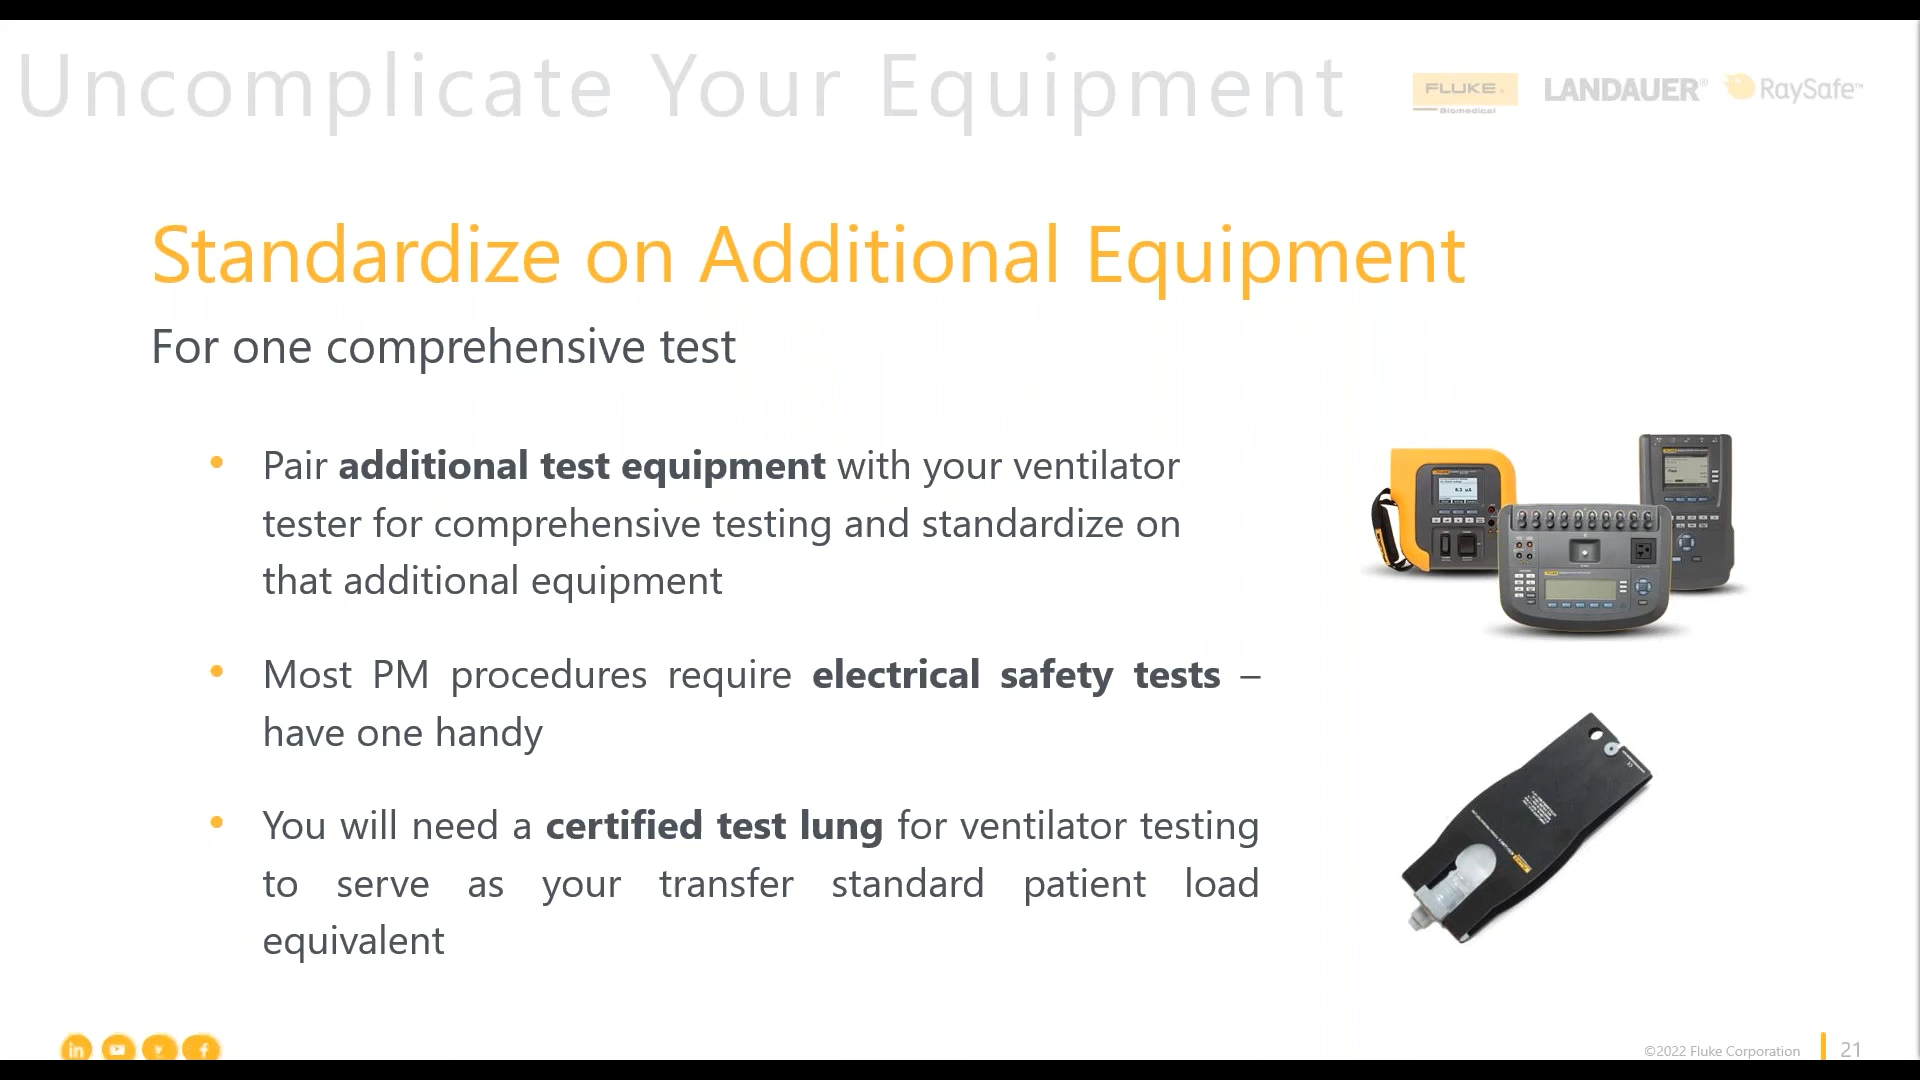 Uncomplicate Your Equipment
FLUKE
Biomedical
LANDAUER®
RaySafe™
Standardize on Additional Equipment
For one comprehensive test
• Pair additional test equipment with your ventilator
tester for comprehensive testing and standardize on
that additional equipment
• Most PM procedures require electrical safety tests –
have one handy
• You will need a certified test lung for ventilator testing
to serve as your transfer standard patient load
equivalent
in
f
©2022 Fluke Corporation
21